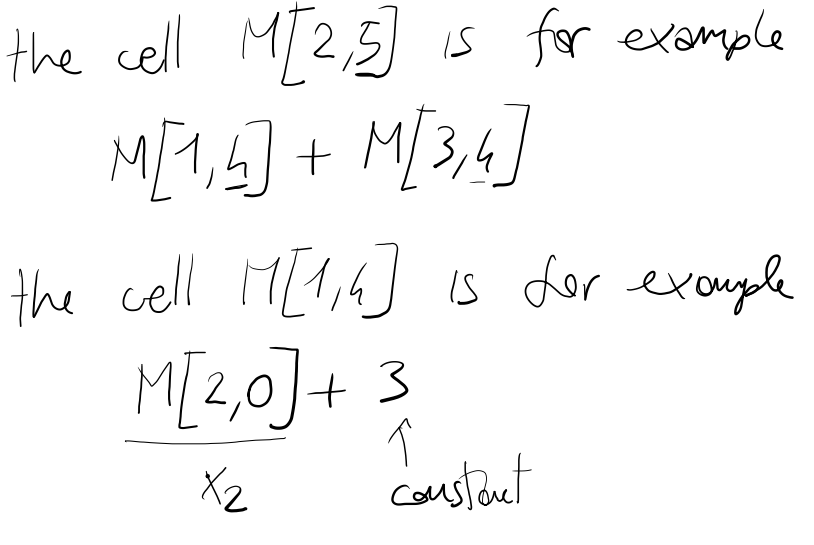 the cell M[2,5] is for example
M[1,4] + M[3,4]
the cell M[1,4] is for example
M[2,0] + 3
x2 constant